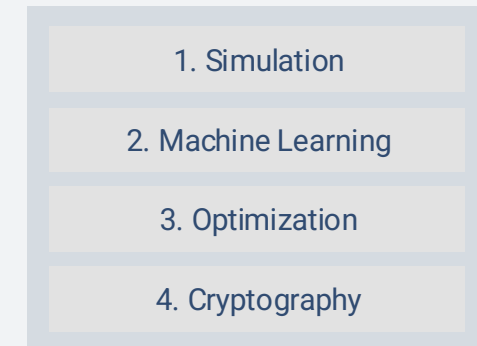 1. Simulation
2. Machine Learning
3. Optimization
4. Cryptography